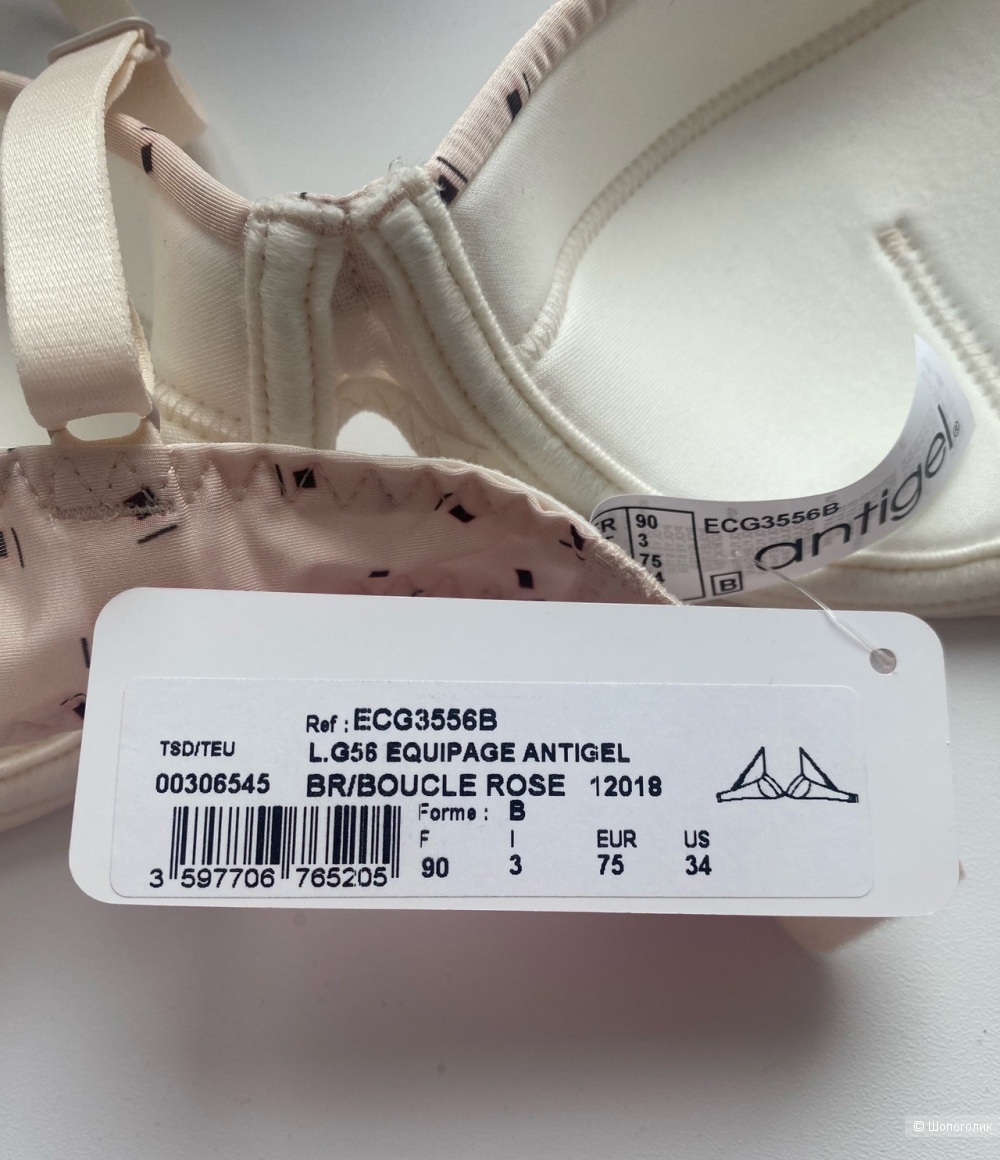 R 90
3
75
4
ECG3556B
B
antigel®
Ref : ECG3556B
TSD/TEU
L.G56 EQUIPAGE ANTIGEL
00306545 BR/BOUCLE ROSE 12018
Forme : B
F I EUR US
90 3 75 34
3 597706 765205
© Шопоголик